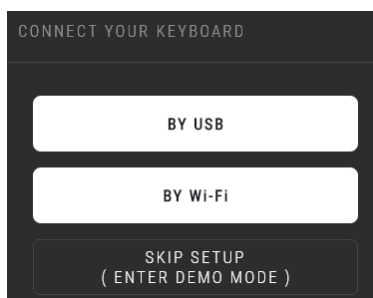 CONNECT YOUR KEYBOARD
BY USB
BY Wi-Fi
SKIP SETUP
( ENTER DEMO MODE )